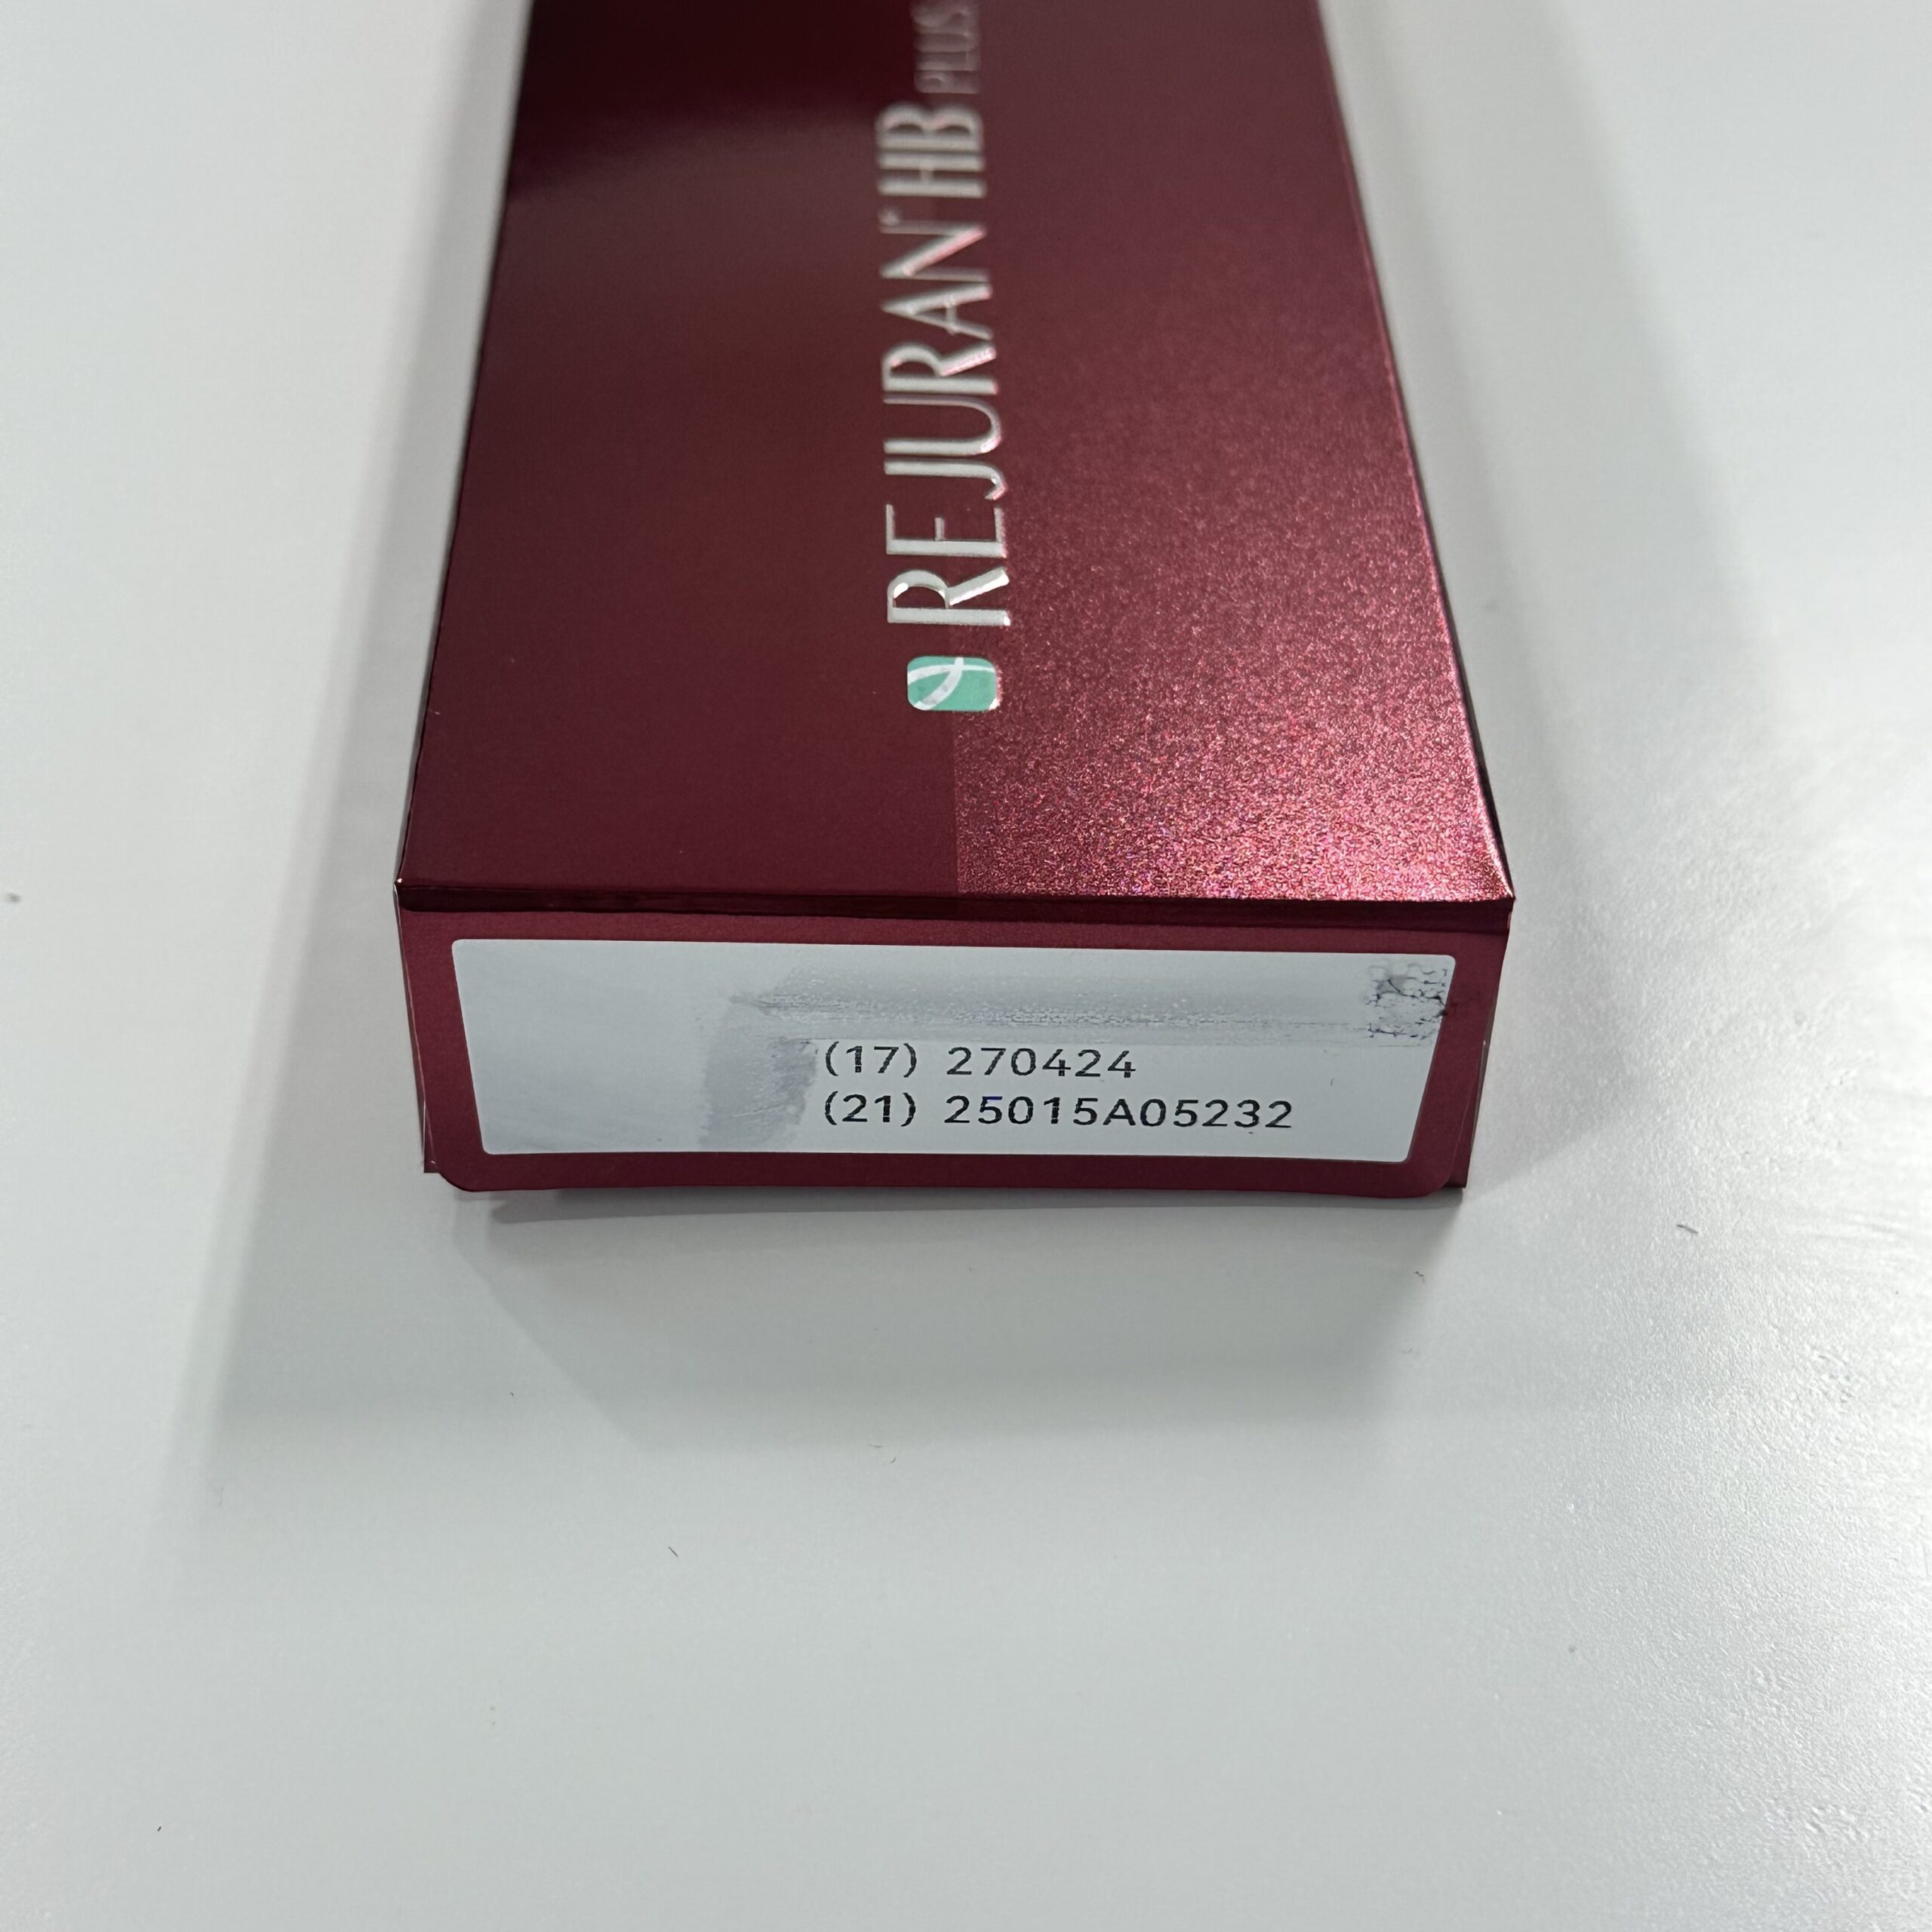 REJURAN® HB PLUS
(17) 270424
(21) 25015A05232